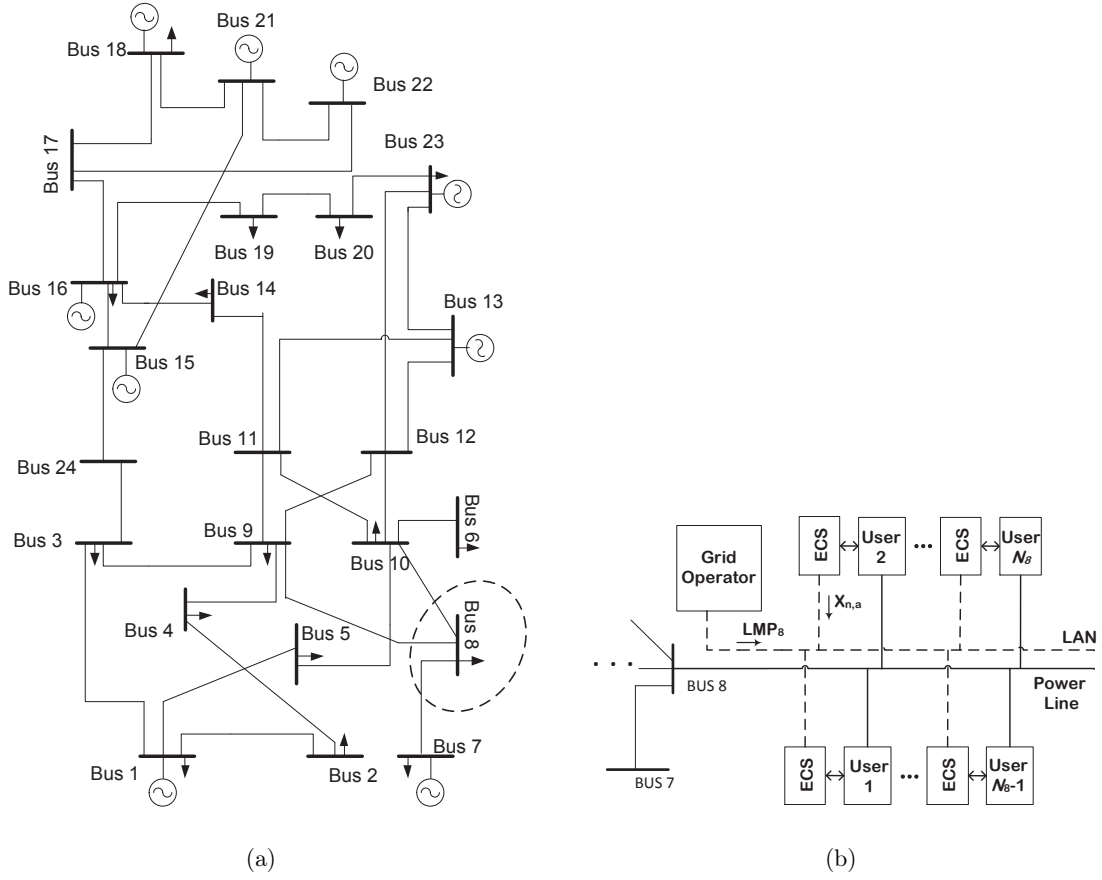 Bus 21
Bus 18
Bus 22
Bus 23
Bus 17
Bus 19
Bus 20
Bus 16
Bus 14
Bus 13
Bus 15
Bus 11
Bus 12
Bus 24
Bus 3
Bus 9
Bus 10
Bus 6
Bus 4
Bus 5
Bus 8
Bus 1
Bus 2
Bus 7
(a)
Grid
Operator
ECS
User
2
...
ECS
User
N8
Xn,a
LMP8
LAN
. . .
BUS 8
Power
Line
BUS 7
ECS
User
1
...
ECS
User
N8-1
(b)